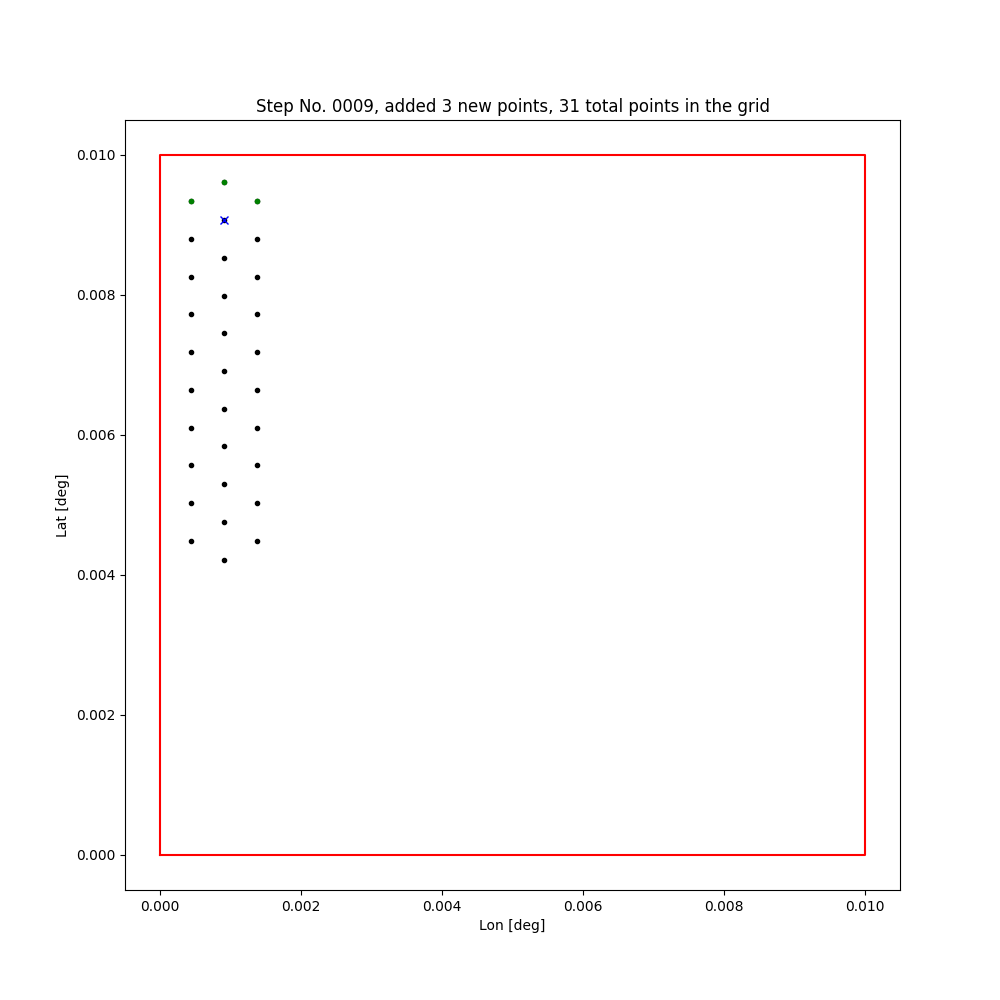 Step No. 0009, added 3 new points, 31 total points in the grid
0.010
0.008
0.006
0.004
0.002
0.000
Lat [deg]
0.000 0.002 0.004 0.006 0.008 0.010
Lon [deg]